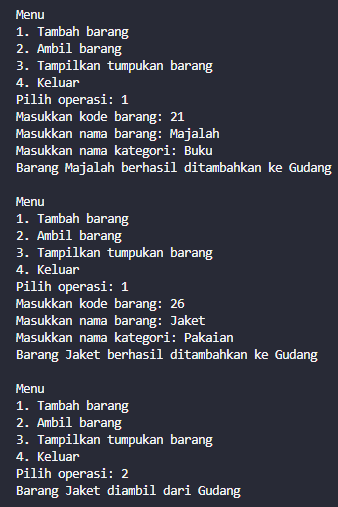 Menu
1. Tambah barang
2. Ambil barang
3. Tampilkan tumpukan barang
4. Keluar
Pilih operasi: 1
Masukkan kode barang: 21
Masukkan nama barang: Majalah
Masukkan nama kategori: Buku
Barang Majalah berhasil ditambahkan ke Gudang
Menu
1. Tambah barang
2. Ambil barang
3. Tampilkan tumpukan barang
4. Keluar
Pilih operasi: 1
Masukkan kode barang: 26
Masukkan nama barang: Jaket
Masukkan nama kategori: Pakaian
Barang Jaket berhasil ditambahkan ke Gudang
Menu
1. Tambah barang
2. Ambil barang
3. Tampilkan tumpukan barang
4. Keluar
Pilih operasi: 2
Barang Jaket diambil dari Gudang